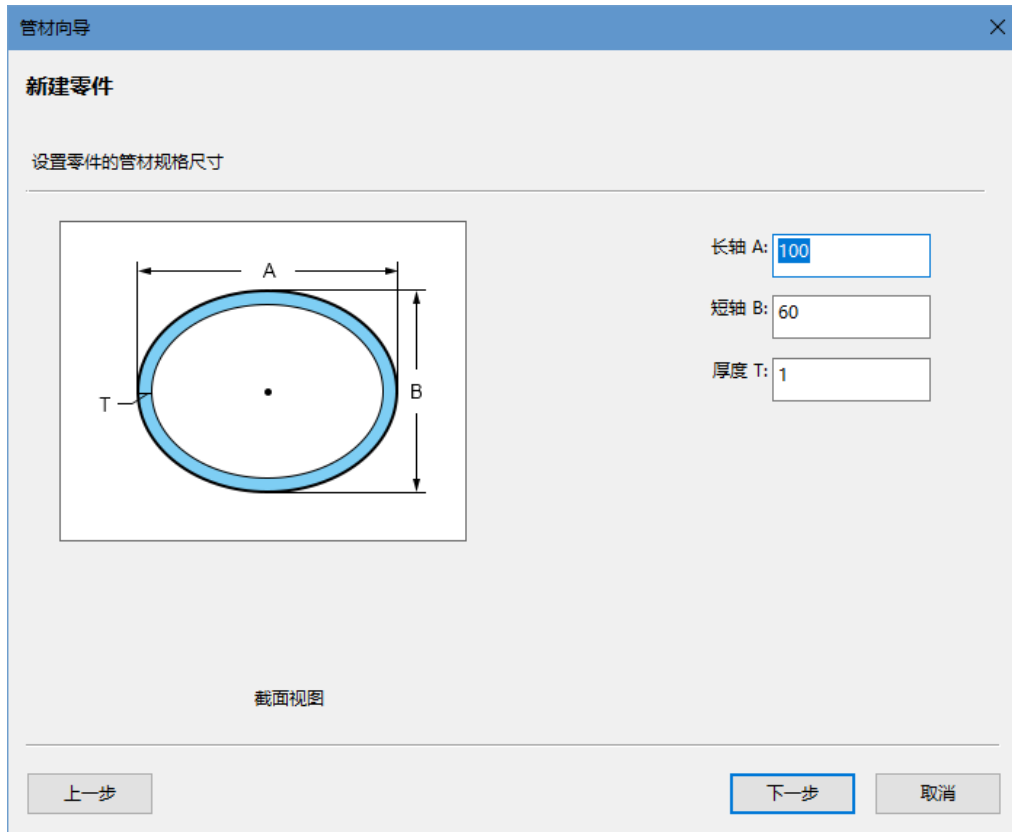 管材向导
新建零件
设置零件的管材规格尺寸
A
B
T
长轴 A: 100
短轴 B: 60
厚度 T: 1
截面视图
上一步
下一步
取消